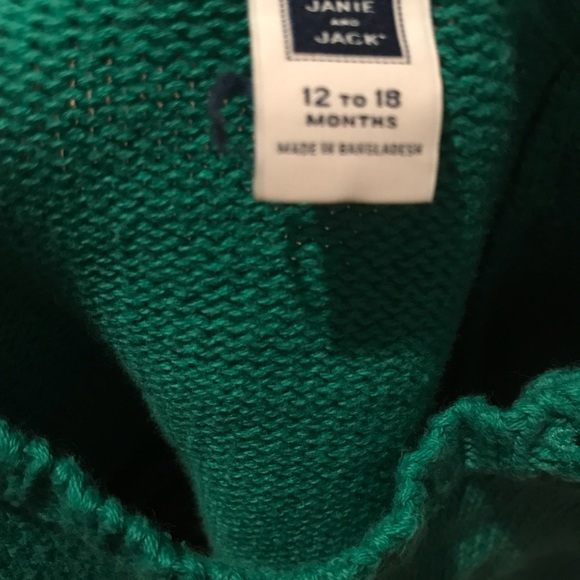 JANIE
AND
JACK®
12 TO 18
MONTHS
MADE IN BANGLADESH